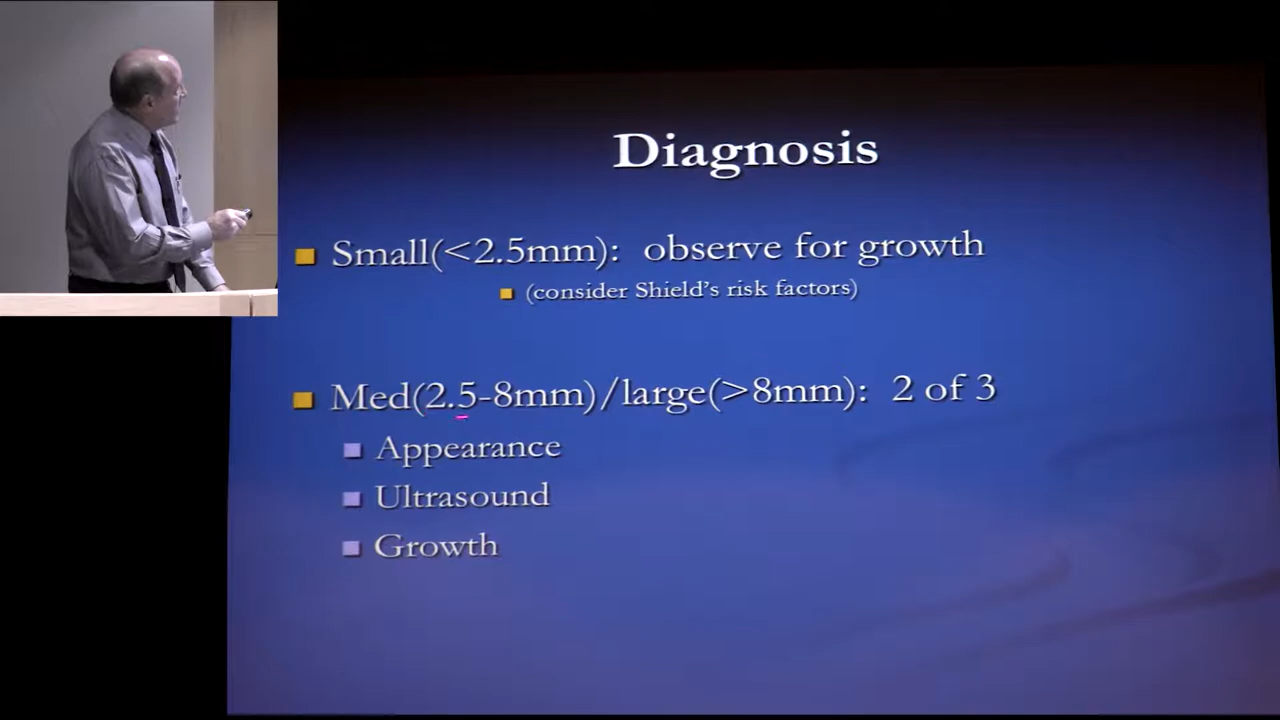 Diagnosis
Small(<2.5mm): observe for growth
(consider Shield's risk factors)
Med(2.5-8mm)/large(>8mm): 2 of 3
Appearance
Ultrasound
Growth